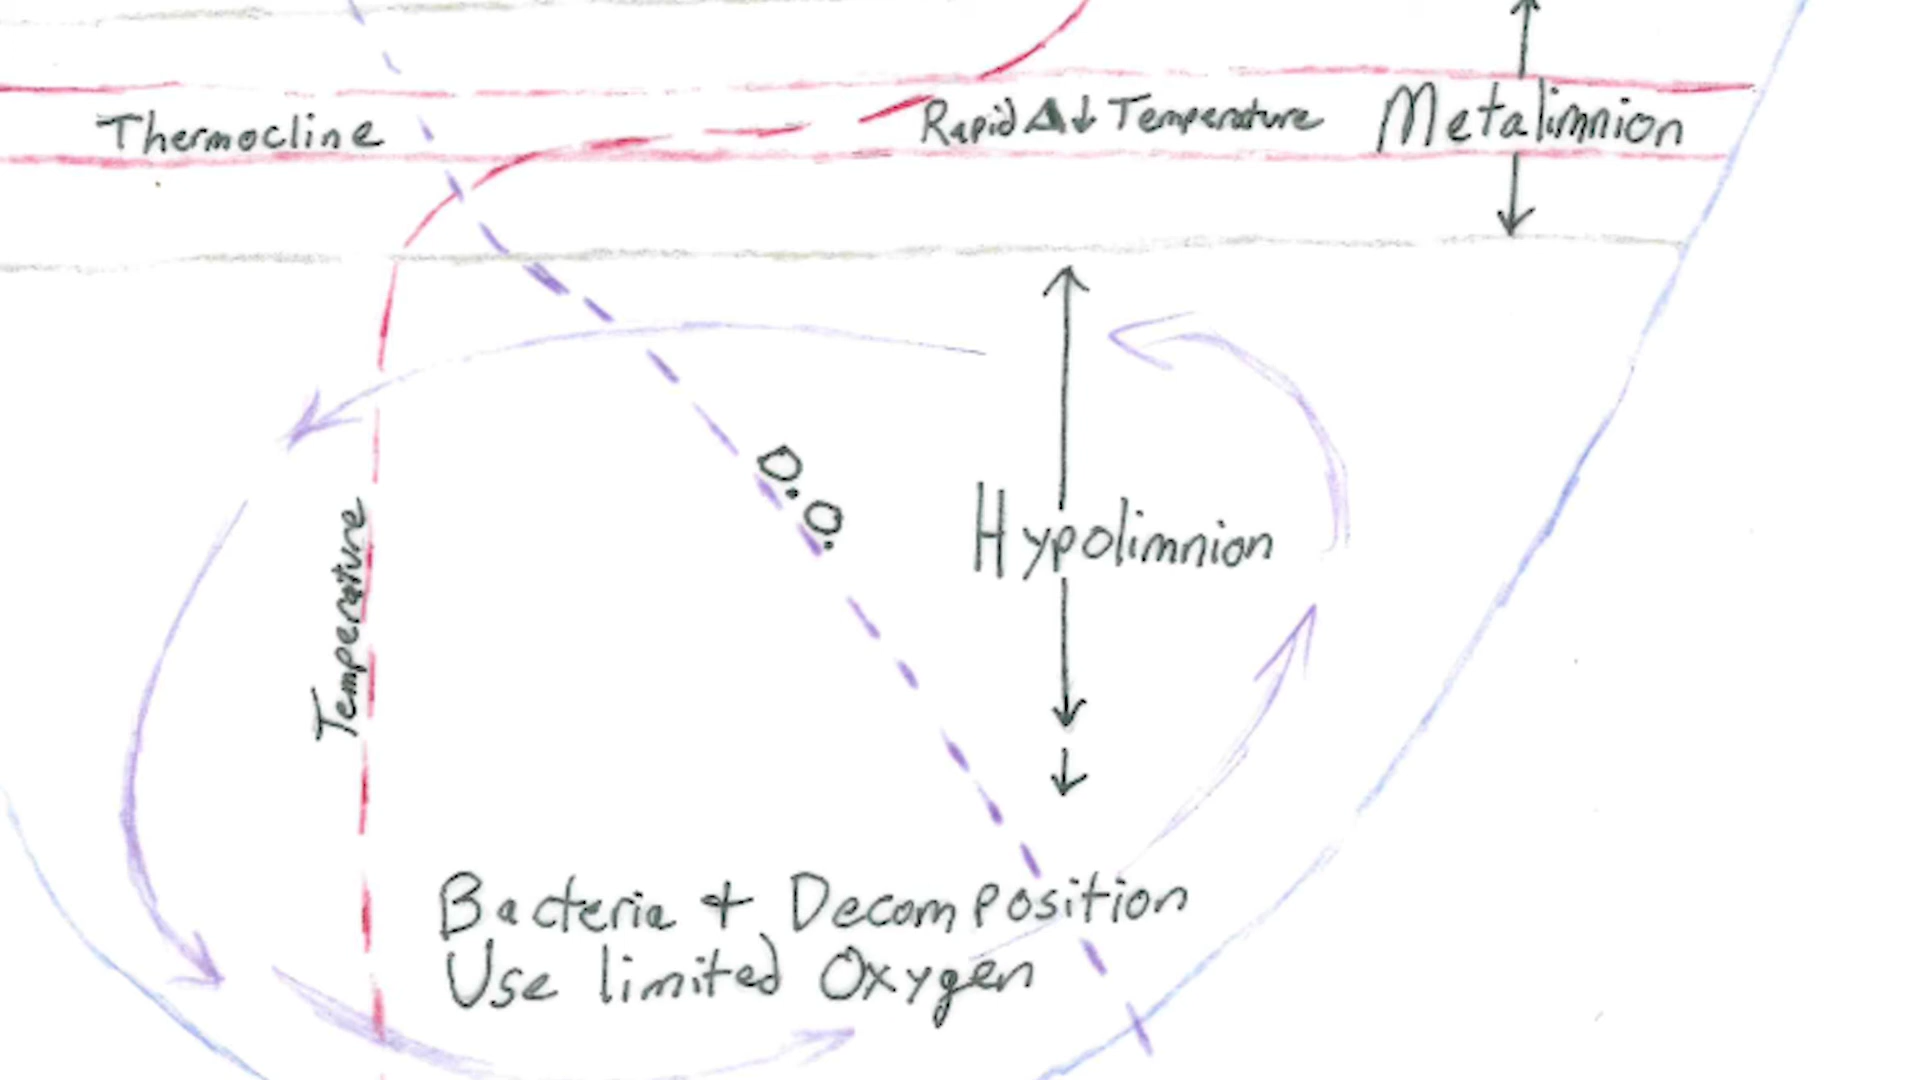 Thermocline
Rapid Δ↓ Temperature
Metalimnion
D.O.
Hypolimnion
Temperature
Bacteria + Decomposition
Use limited Oxygen